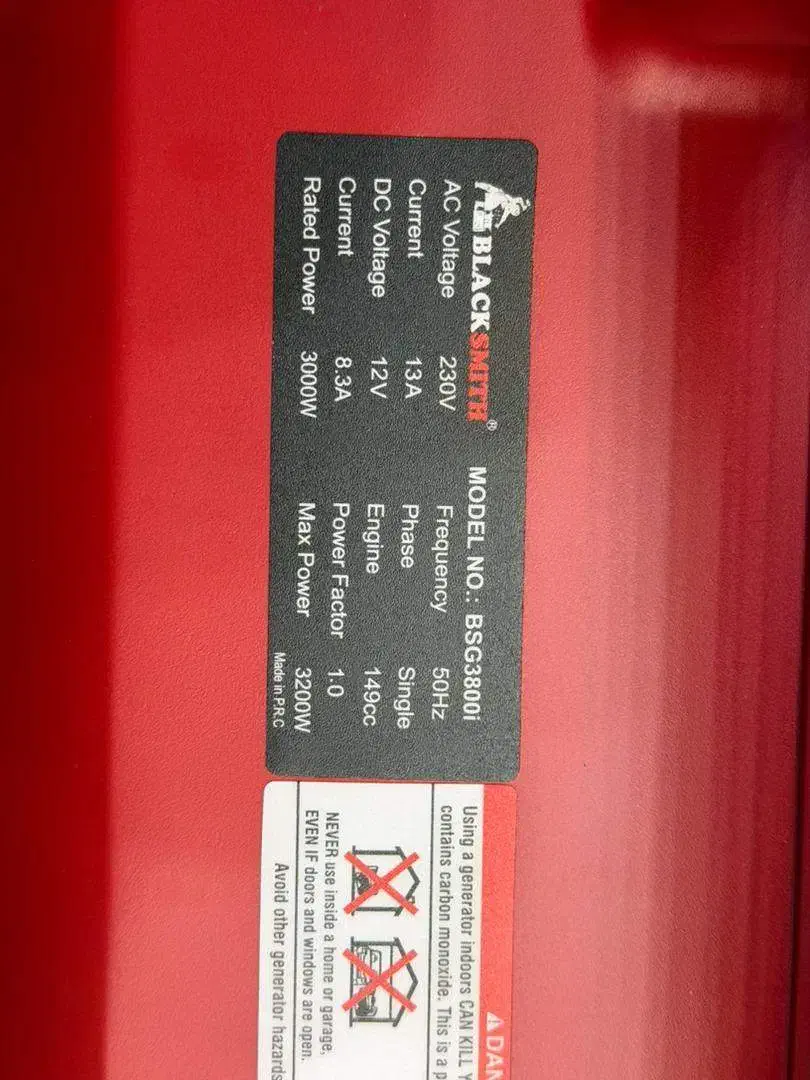 BLACKSMITH® MODEL NO.: BSG3800i
AC Voltage 230V Frequency 50Hz
Current 13A Phase Single
DC Voltage 12V Engine 149cc
Current 8.3A Power Factor 1.0
Rated Power 3000W Max Power 3200W
Made in P.R.C
Using a generator indoors CAN KILL
contains carbon monoxide. This is a
NEVER use inside a home or garage,
EVEN IF doors and windows are open.
Avoid other generator hazards